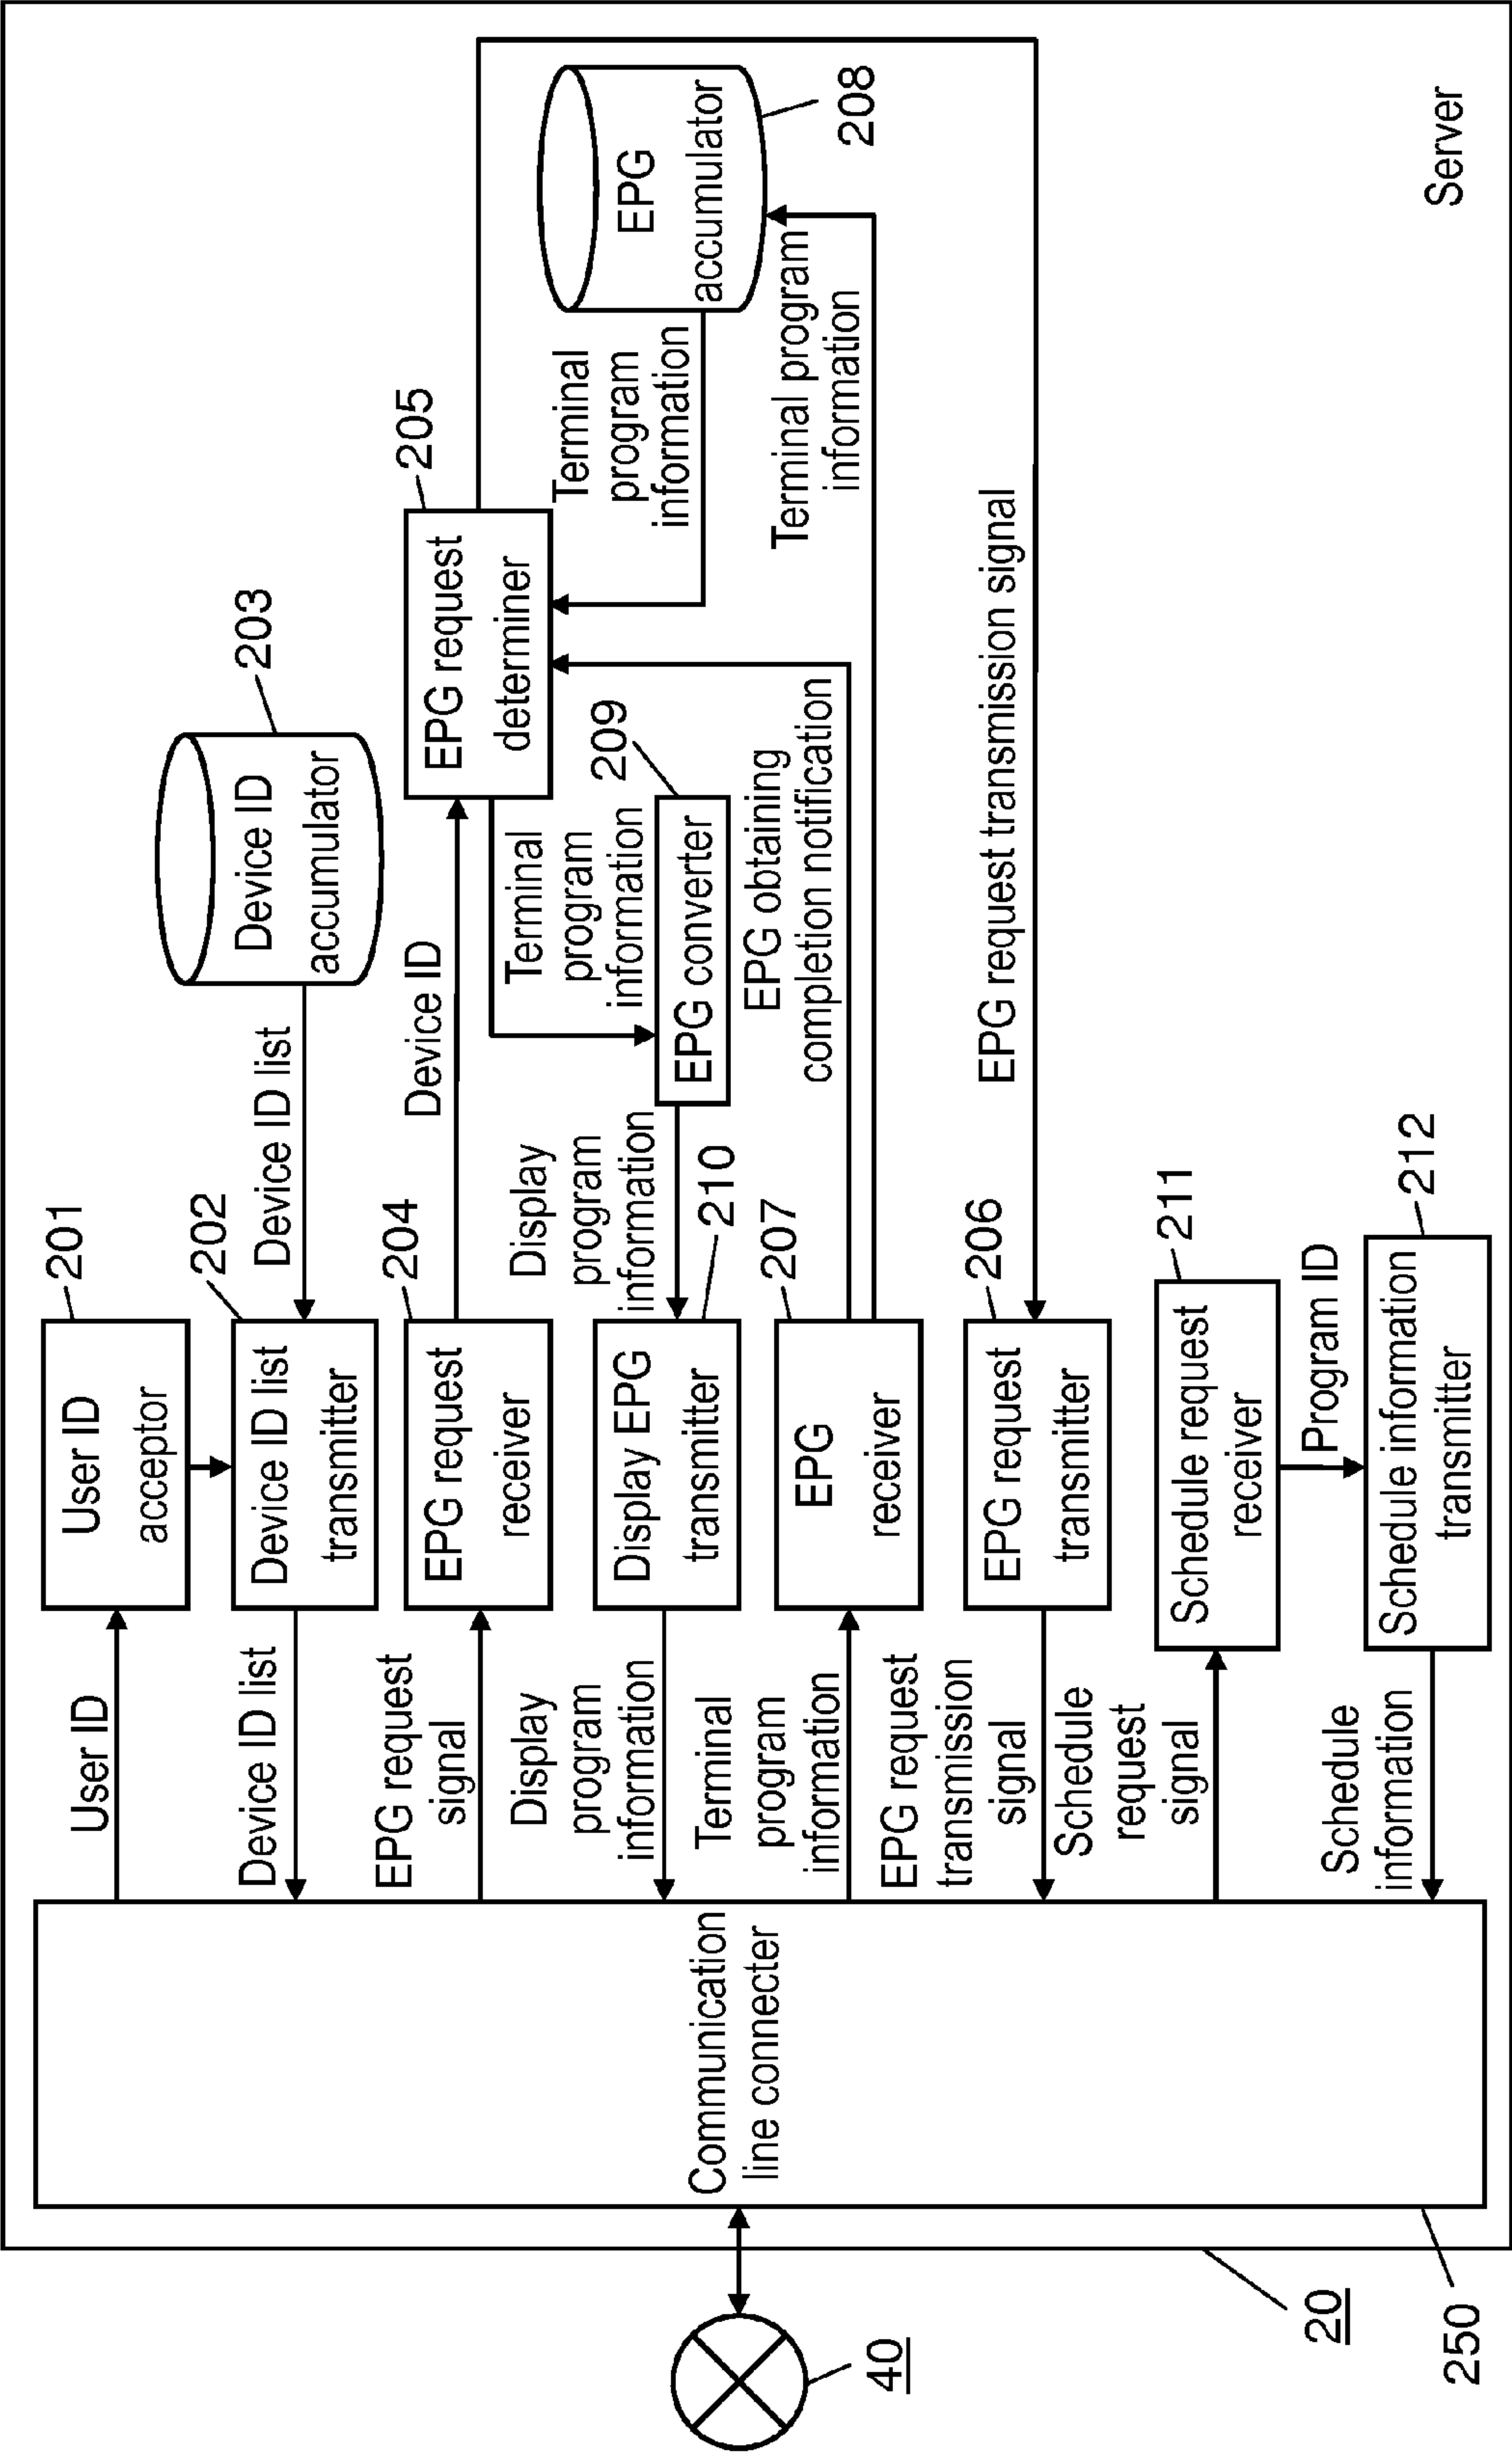 User ID
User ID
acceptor
201
Device ID list
Device ID list
transmitter
202
Device ID list
Device ID
accumulator
203
EPG request
signal
EPG request
receiver
204
Device ID
EPG request
determiner
205
Display
program
information
Display EPG
transmitter
210
Display
program
information
EPG converter
209
Terminal
program
information
Terminal
program
information
EPG
accumulator
208
Terminal
program
information
EPG
receiver
207
EPG obtaining
completion notification
Terminal program
information
EPG request
transmission
signal
EPG request
transmitter
206
EPG request transmission signal
Schedule
request
signal
Schedule request
receiver
211
Program ID
Schedule
information
Schedule information
transmitter
212
Communication
line connecter
40
20
250
Server